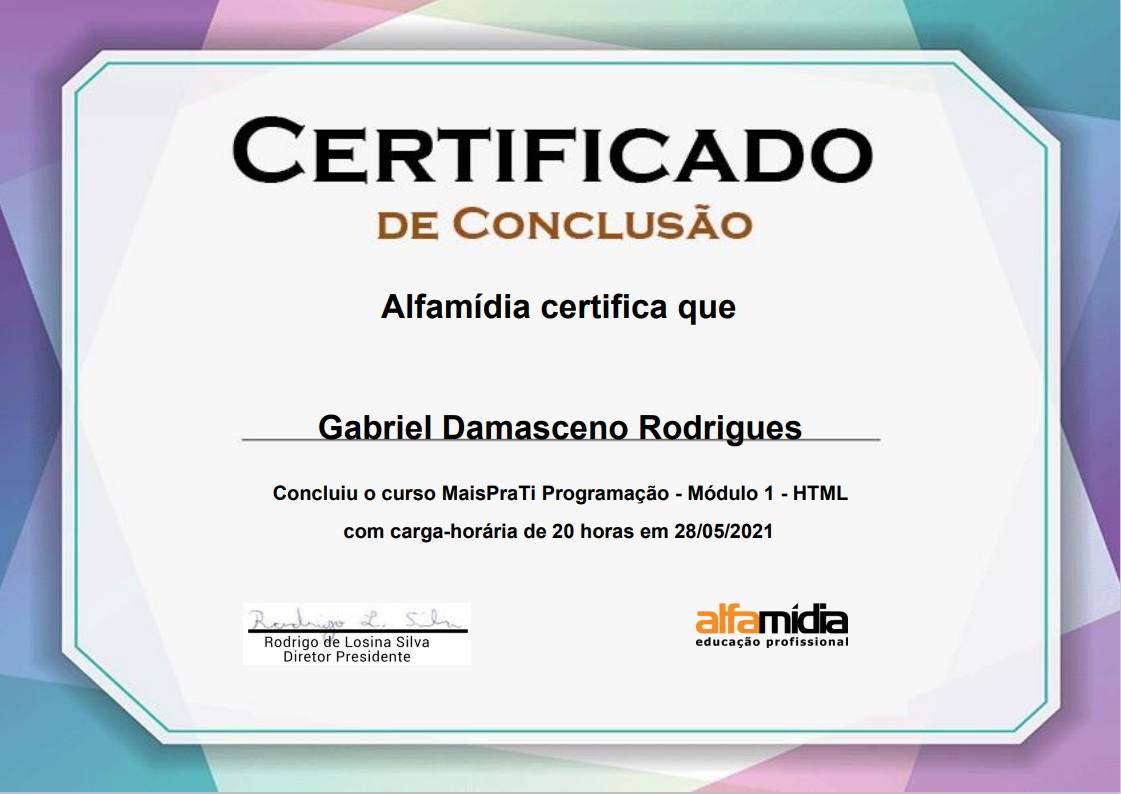 CERTIFICADO
DE CONCLUSÃO
Alfamídia certifica que
Gabriel Damasceno Rodrigues
Concluiu o curso MaisPraTi Programação - Módulo 1 - HTML
com carga-horária de 20 horas em 28/05/2021
Rodrigo L. Silva
Rodrigo de Losina Silva
Diretor Presidente
alfamídia
educação profissional